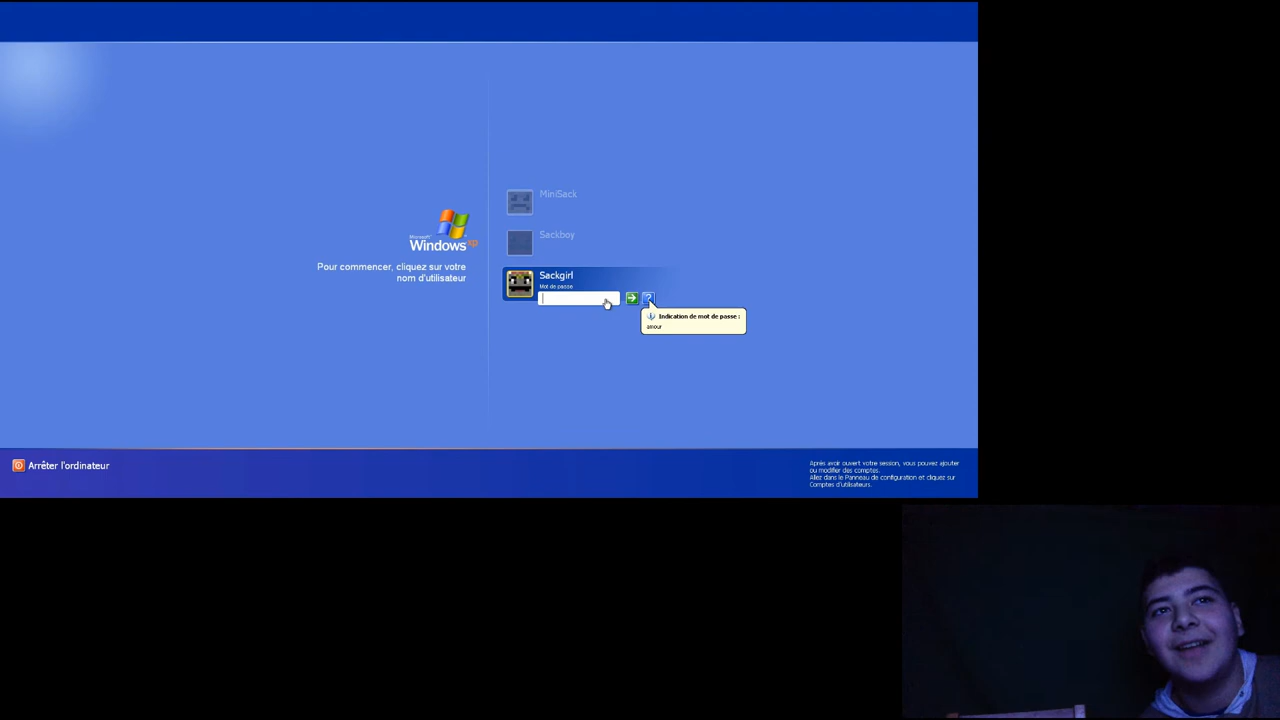 MiniSack
Sackboy
Microsoft
Windows xp
Pour commencer, cliquez sur votre
nom d'utilisateur
Sackgirl
Mot de passe
?
Indication de mot de passe :
amour
Arrêter l'ordinateur
Après avoir ouvert votre session, vous pouvez ajouter
ou modifier des comptes.
Allez dans le Panneau de configuration et cliquez sur
Comptes d'utilisateurs.